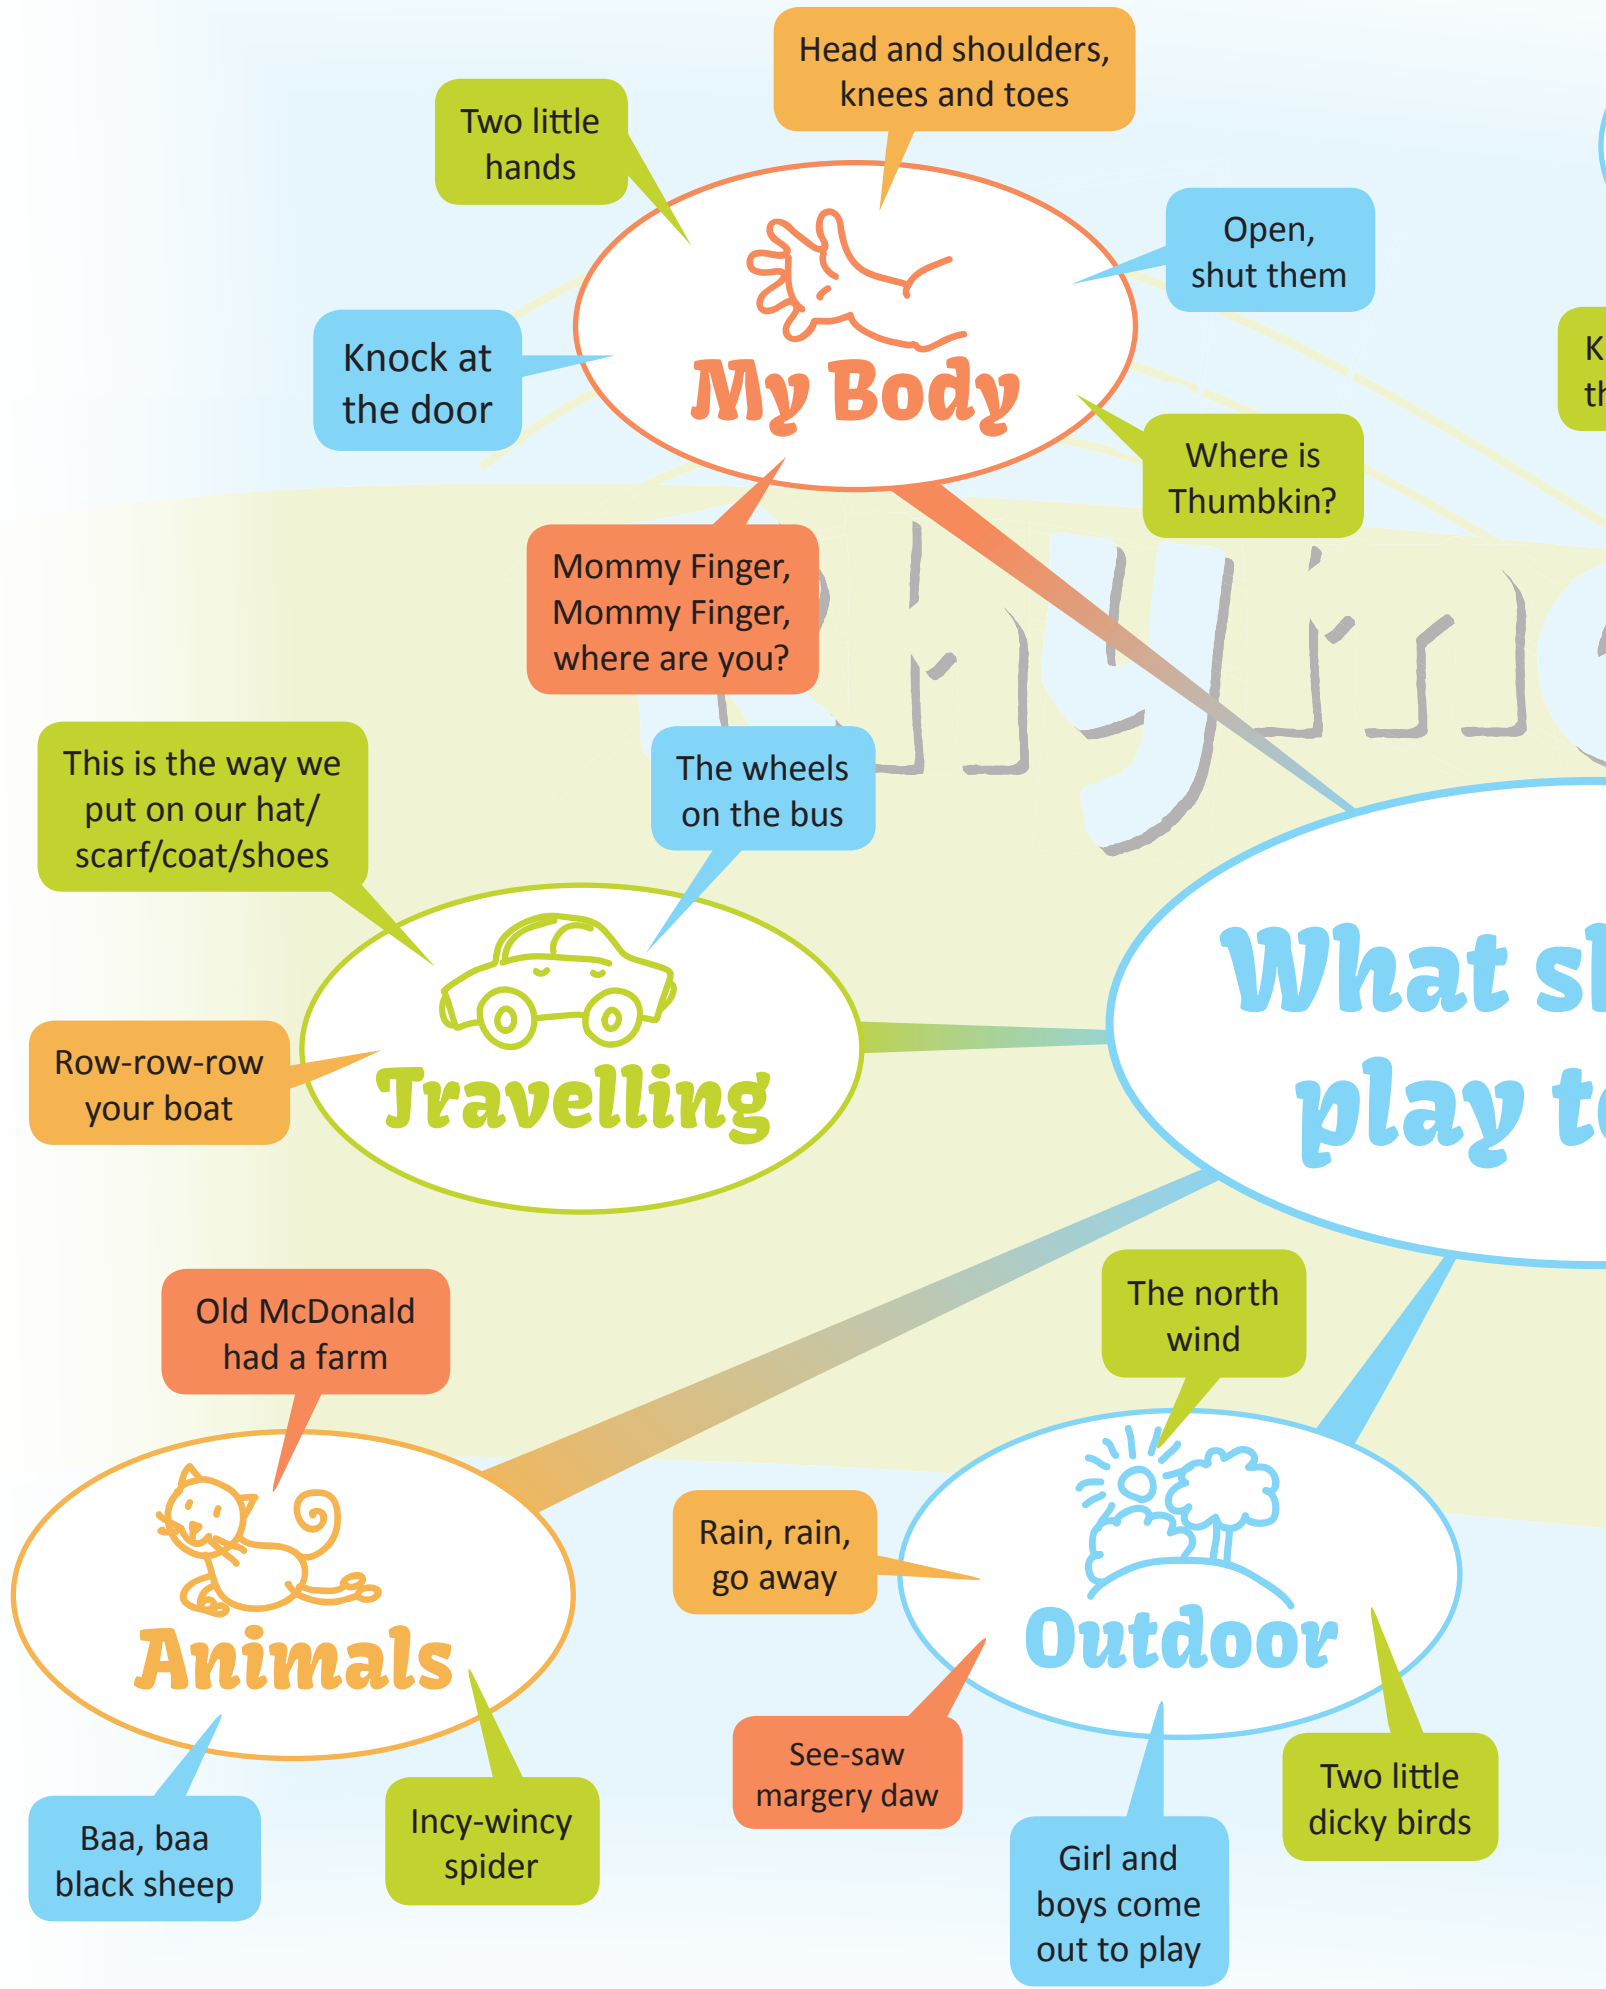 Head and shoulders,
knees and toes
Two little
hands
Open,
shut them
Knock at
the door
My Body
Where is
Thumbkin?
Mommy Finger,
Mommy Finger,
where are you?
This is the way we
put on our hat/
scarf/coat/shoes
The wheels
on the bus
Row-row-row
your boat
Travelling
What
play
Old McDonald
had a farm
Animals
Baa, baa
black sheep
Incy-wincy
spider
The north
wind
Rain, rain,
go away
Outdoor
See-saw
margery daw
Girl and
boys come
out to play
Two little
dicky birds